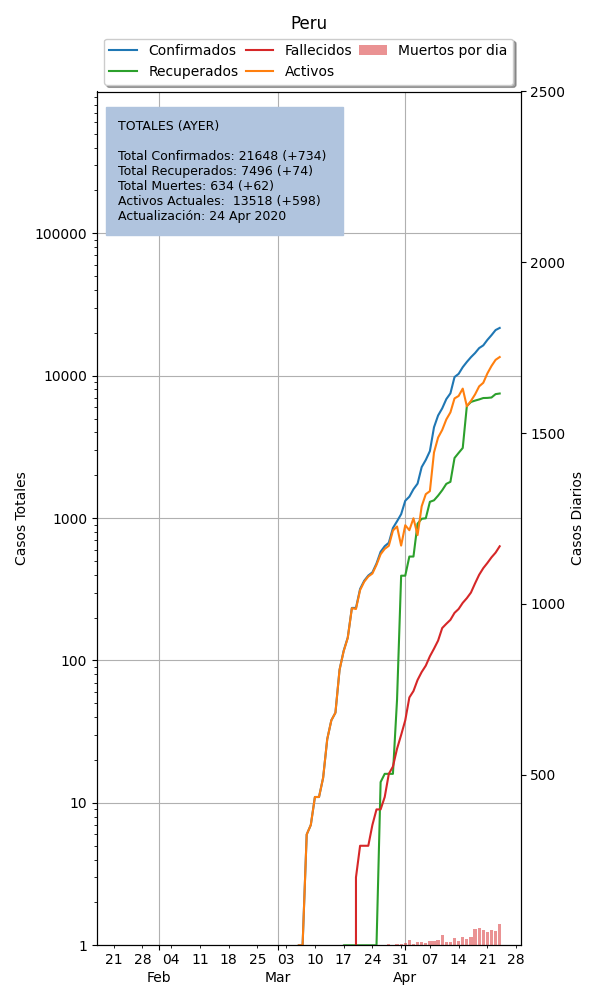 Peru
Confirmados
Recuperados
Fallecidos
Activos
Muertos por dia
TOTALES (AYER)
Total Confirmados: 21648 (+734)
Total Recuperados: 7496 (+74)
Total Muertes: 634 (+62)
Activos Actuales:  13518 (+598)
Actualización: 24 Apr 2020
Casos Totales
100000
10000
1000
100
10
1
2500
2000
1500
1000
500
Casos Diarios
21 28 04 11 18 25 03 10 17 24 31 07 14 21 28
Feb Mar Apr